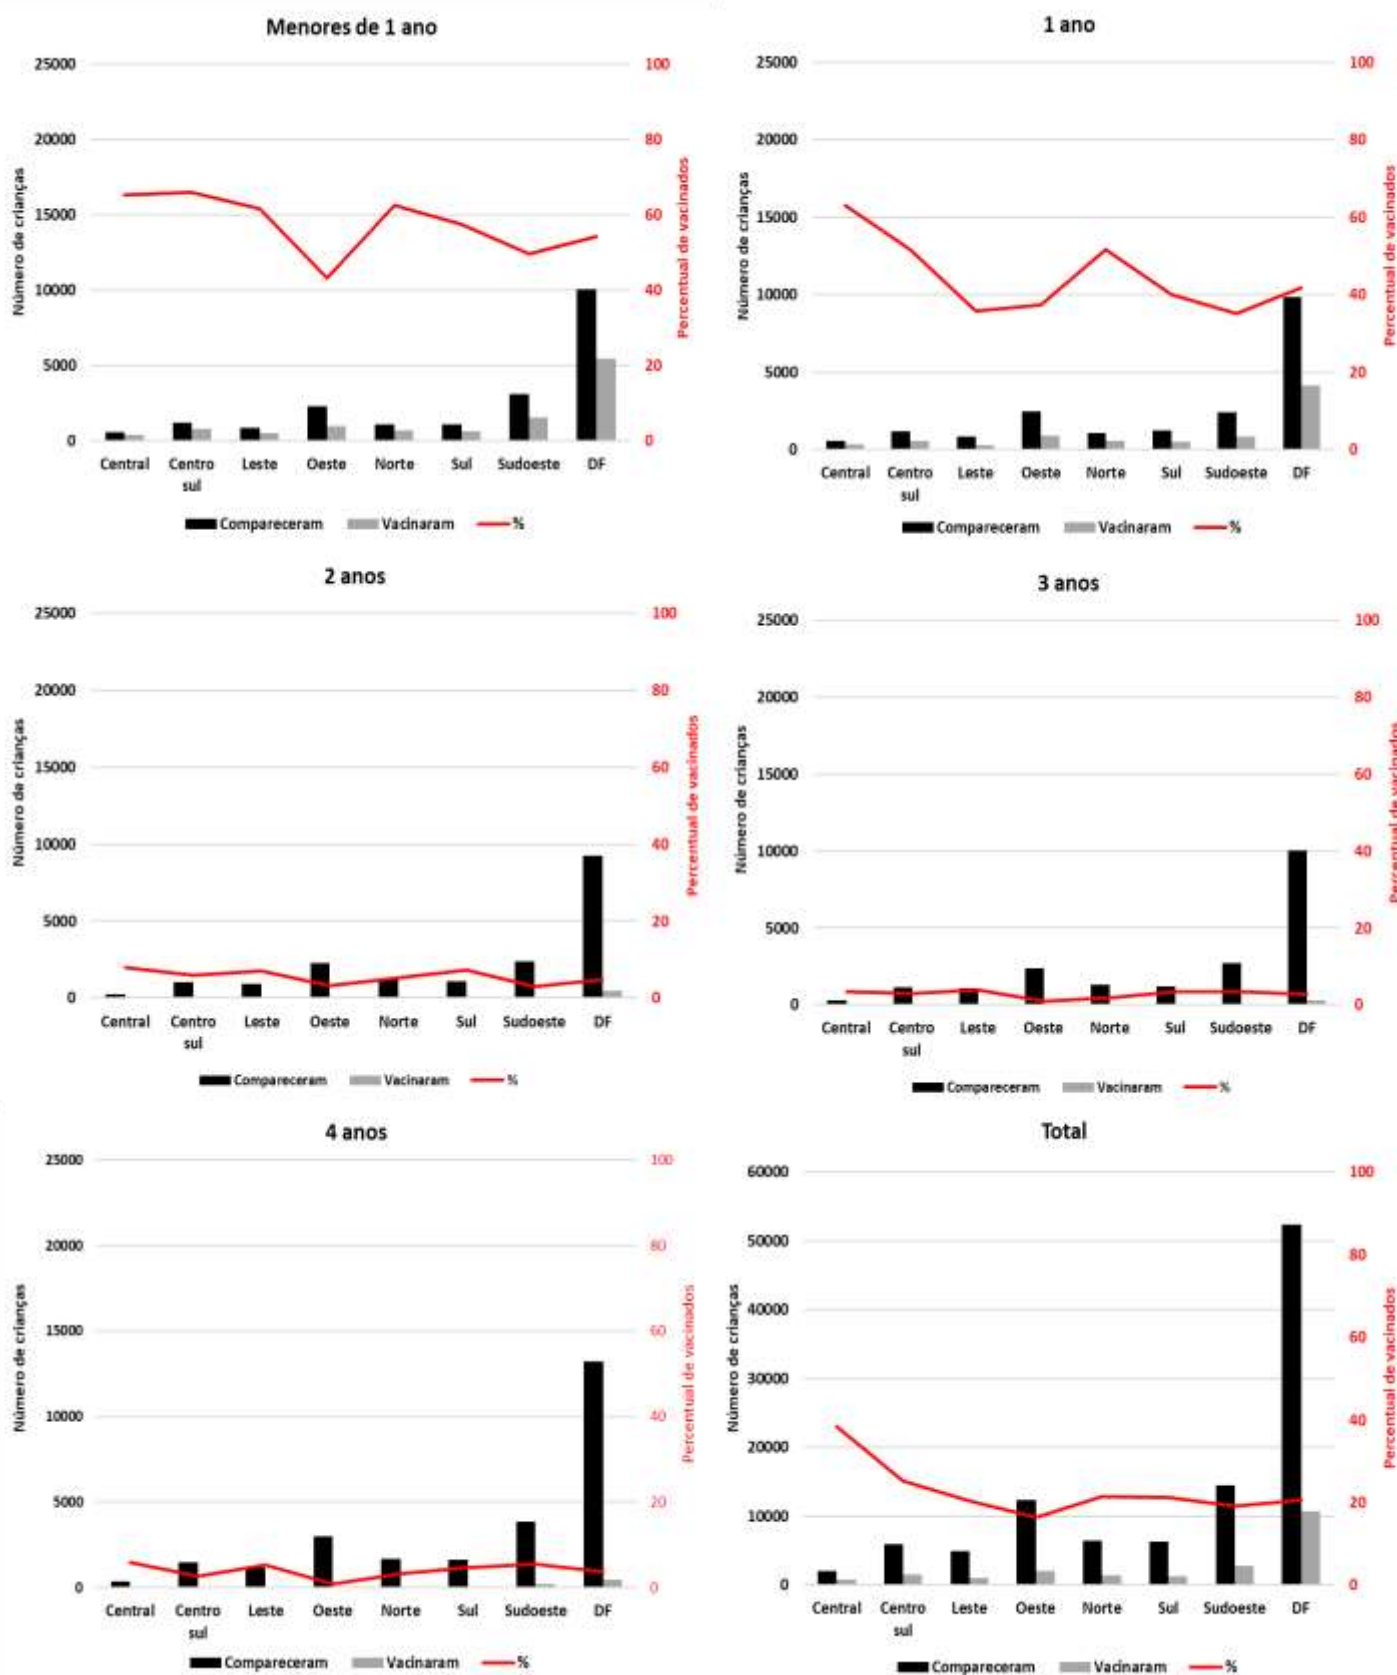 Menores de 1 ano
25000
20000
15000
10000
5000
0
100
80
60
40
20
0
Número de crianças
Percentual de vacinados
Central Centro sul Leste Oeste Norte Sul Sudoeste DF
Compareceram Vacinaram %
1 ano
25000
20000
15000
10000
5000
0
100
80
60
40
20
0
Número de crianças
Percentual de vacinados
Central Centro sul Leste Oeste Norte Sul Sudoeste DF
Compareceram Vacinaram %
2 anos
25000
20000
15000
10000
5000
0
100
80
60
40
20
0
Número de crianças
Percentual de vacinados
Central Centro sul Leste Oeste Norte Sul Sudoeste DF
Compareceram Vacinaram %
3 anos
25000
20000
15000
10000
5000
0
100
80
60
40
20
0
Número de crianças
Percentual de vacinados
Central Centro sul Leste Oeste Norte Sul Sudoeste DF
Compareceram Vacinaram %
4 anos
25000
20000
15000
10000
5000
0
100
80
60
40
20
0
Número de crianças
Percentual de vacinados
Central Centro sul Leste Oeste Norte Sul Sudoeste DF
Compareceram Vacinaram %
Total
60000
50000
40000
30000
20000
10000
0
100
80
60
40
20
0
Número de crianças
Percentual de vacinados
Central Centro sul Leste Oeste Norte Sul Sudoeste DF
Compareceram Vacinaram %